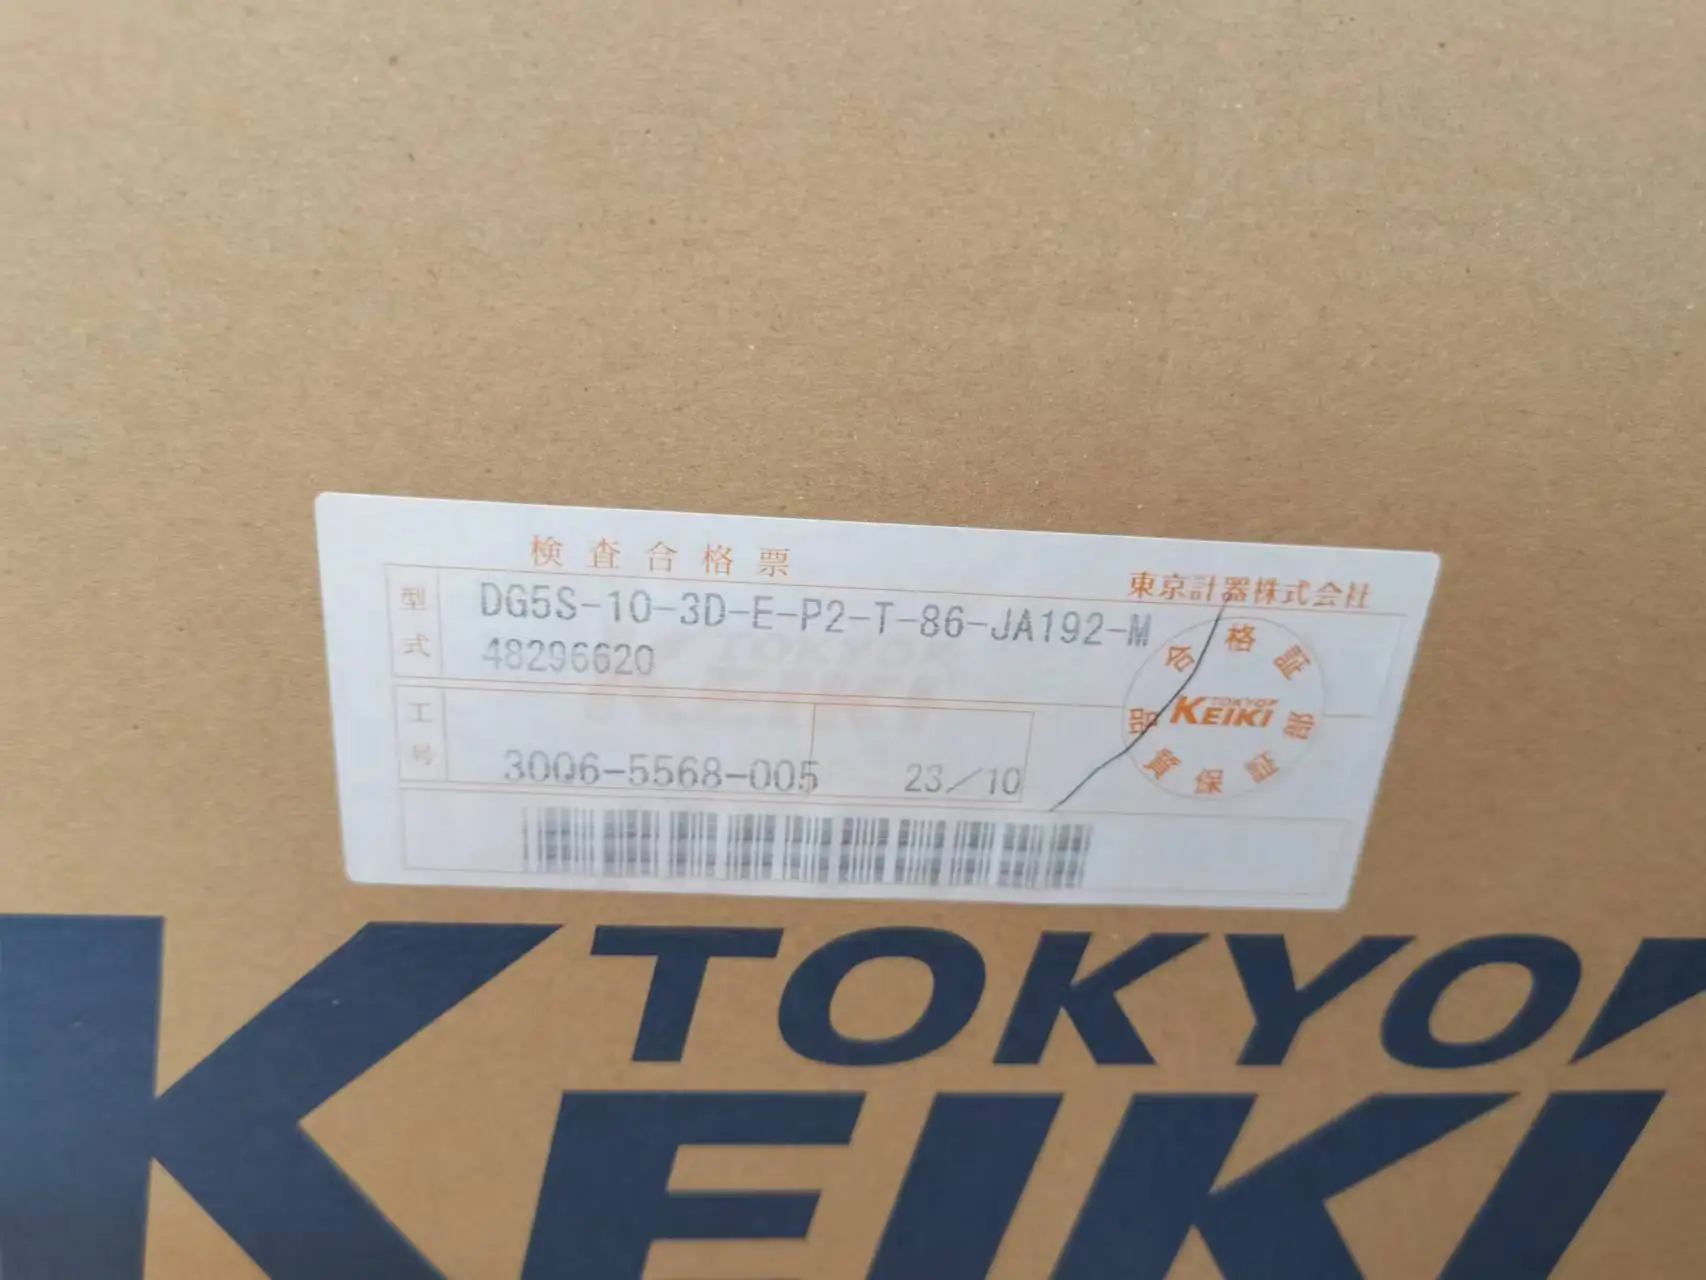 検査合格票
東京計器株式会社
型式
DG5S-10-3D-E-P2-T-86-JA192-M
48296620
合格証
TOKYO
KEIKI
品質保
工号
3006-5568-005
23/10
TOKYO
KEIKI